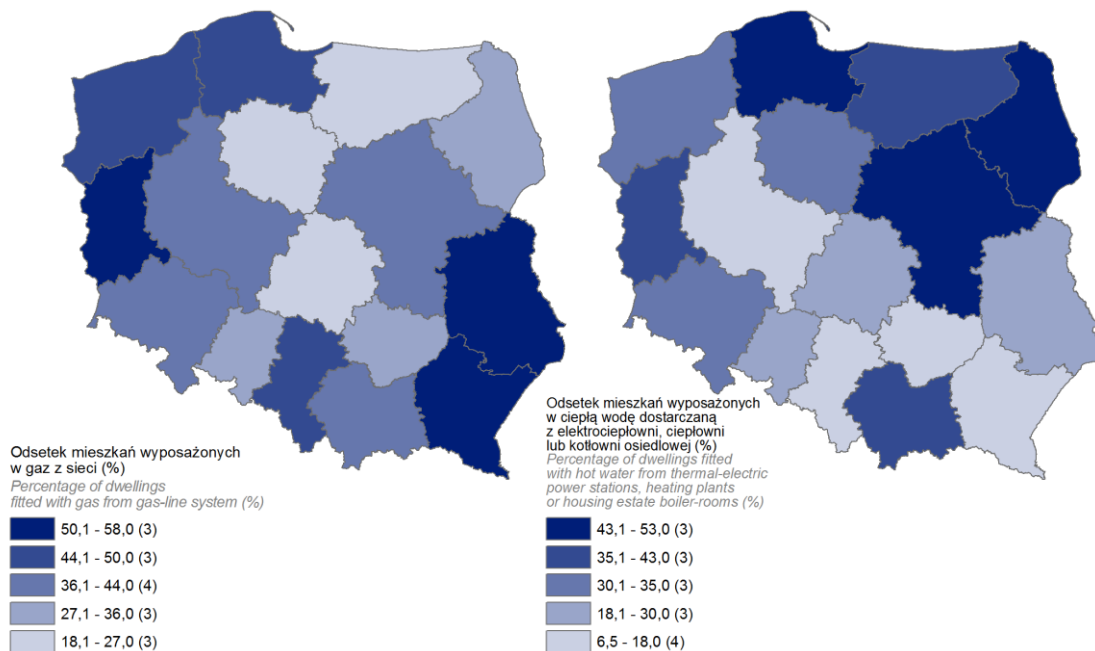 Odsetek mieszkań wyposażonych
w gaz z sieci (%)
Percentage of dwellings
fitted with gas from gas-line system (%)
50,1 - 58,0 (3)
44,1 - 50,0 (3)
36,1 - 44,0 (4)
27,1 - 36,0 (3)
18,1 - 27,0 (3)
Odsetek mieszkań wyposażonych
w ciepłą wodę dostarczaną
z elektrociepłowni, ciepłowni
lub kotłowni osiedlowej (%)
Percentage of dwellings fitted
with hot water from thermal-electric
power stations, heating plants
or housing estate boiler-rooms (%)
43,1 - 53,0 (3)
35,1 - 43,0 (3)
30,1 - 35,0 (3)
18,1 - 30,0 (3)
6,5 - 18,0 (4)